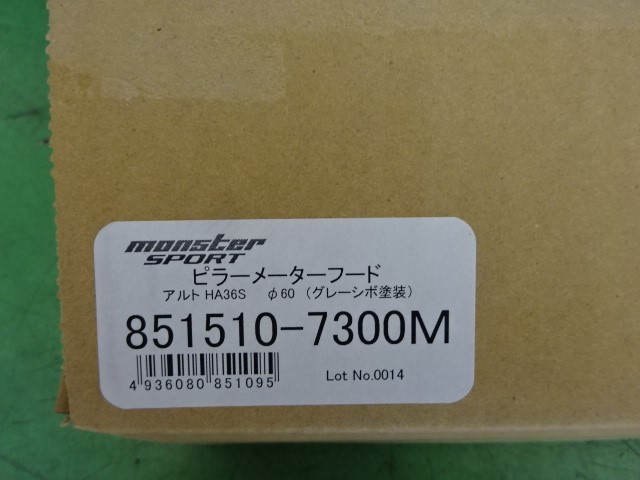 monster
SPORT
ピラーメーターフード
アルト HA36S φ60 （グレーシボ塗装）
851510-7300M
4 936080 851095
Lot No.0014